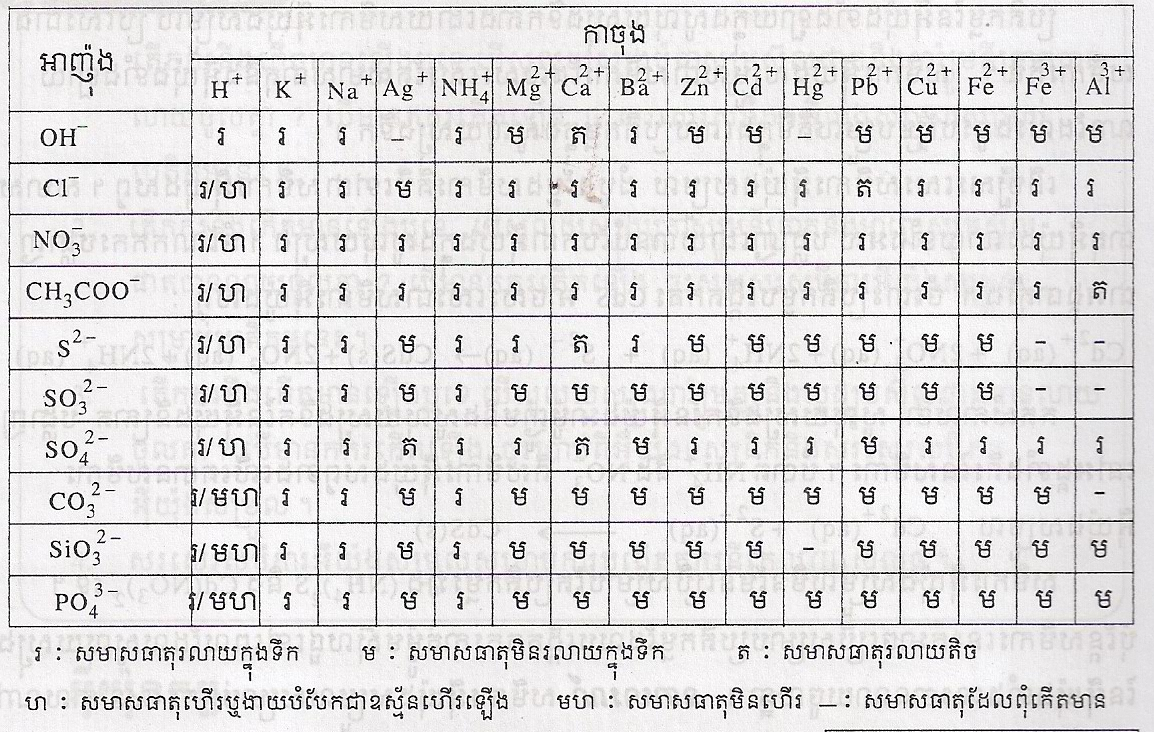 អាញ៉ុង កាចុង
H⁺ K⁺ Na⁺ Ag⁺ NH₄⁺ Mg²⁺ Ca²⁺ Ba²⁺ Zn²⁺ Cd²⁺ Hg²⁺ Pb²⁺ Cu²⁺ Fe²⁺ Fe³⁺ Al³⁺
OH⁻ រ រ រ – រ ម ត រ ម ម – ម ម ម ម ម
Cl⁻ រ/ហ រ រ ម រ រ រ រ រ រ រ ត រ រ រ រ
NO₃⁻ រ/ហ រ រ រ រ រ រ រ រ រ រ រ រ រ រ រ
CH₃COO⁻ រ/ហ រ រ រ រ រ រ រ រ រ រ រ រ រ រ ត
S²⁻ រ/ហ រ រ ម រ រ ត រ ម ម ម ម ម ម – –
SO₃²⁻ រ/ហ រ រ ម រ ម ម ម ម ម ម ម ម ម – –
SO₄²⁻ រ/ហ រ រ ត រ រ ត ម រ រ រ ម រ រ រ រ
CO₃²⁻ រ/មហ រ រ ម រ ម ម ម ម ម ម ម ម ម ម –
SiO₃²⁻ រ/មហ រ រ ម រ ម ម ម ម ម – ម ម ម ម ម
PO₄³⁻ រ/មហ រ រ ម រ ម ម ម ម ម ម ម ម ម ម ម
រ : សមាសធាតុរលាយក្នុងទឹក ម : សមាសធាតុមិនរលាយក្នុងទឹក ត : សមាសធាតុរលាយតិច
ហ : សមាសធាតុហើរឬងាយបំបែកជាឧស្ម័នហើរឡើង មហ : សមាសធាតុមិនហើរ – : សមាសធាតុដែលពុំកើតមាន